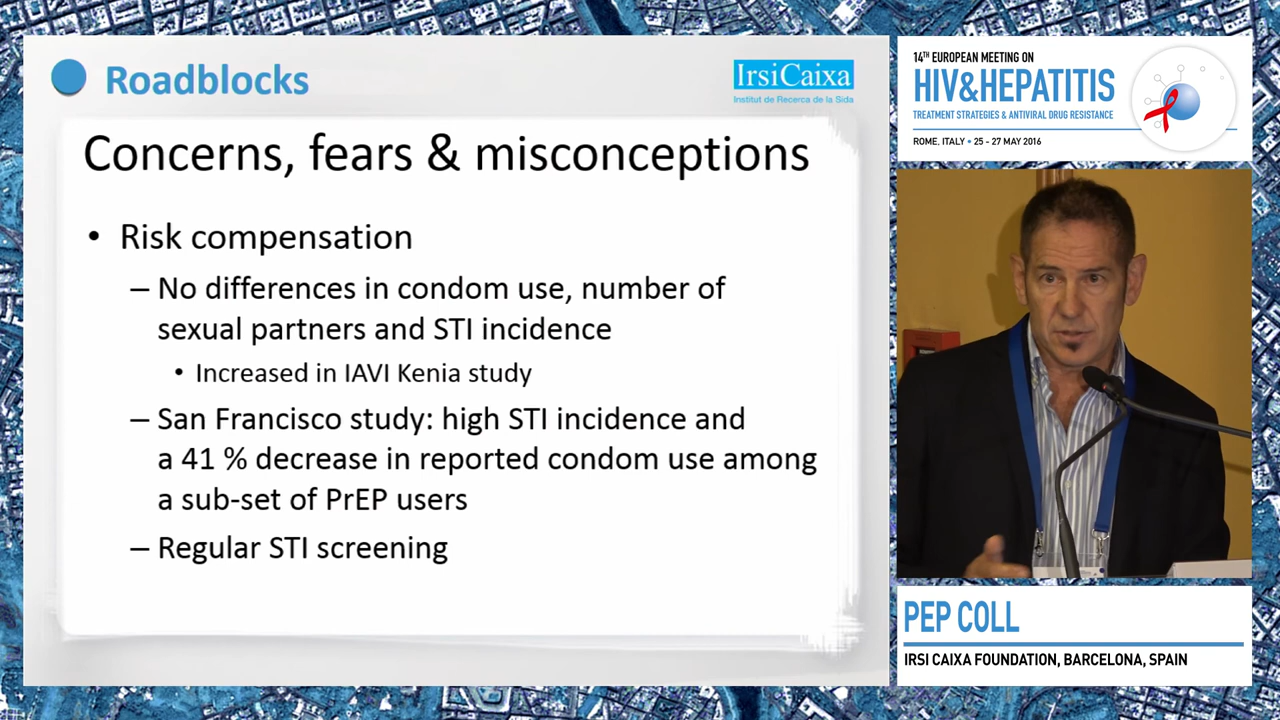 Roadblocks
IrsiCaixa
Institut de Recerca de la Sida
Concerns, fears & misconceptions
• Risk compensation
– No differences in condom use, number of
sexual partners and STI incidence
• Increased in IAVI Kenia study
– San Francisco study: high STI incidence and
a 41 % decrease in reported condom use among
a sub-set of PrEP users
– Regular STI screening
14TH EUROPEAN MEETING ON
HIV&HEPATITIS
TREATMENT STRATEGIES & ANTIVIRAL DRUG RESISTANCE
ROME, ITALY • 25 - 27 MAY 2016
PEP COLL
IRSI CAIXA FOUNDATION, BARCELONA, SPAIN